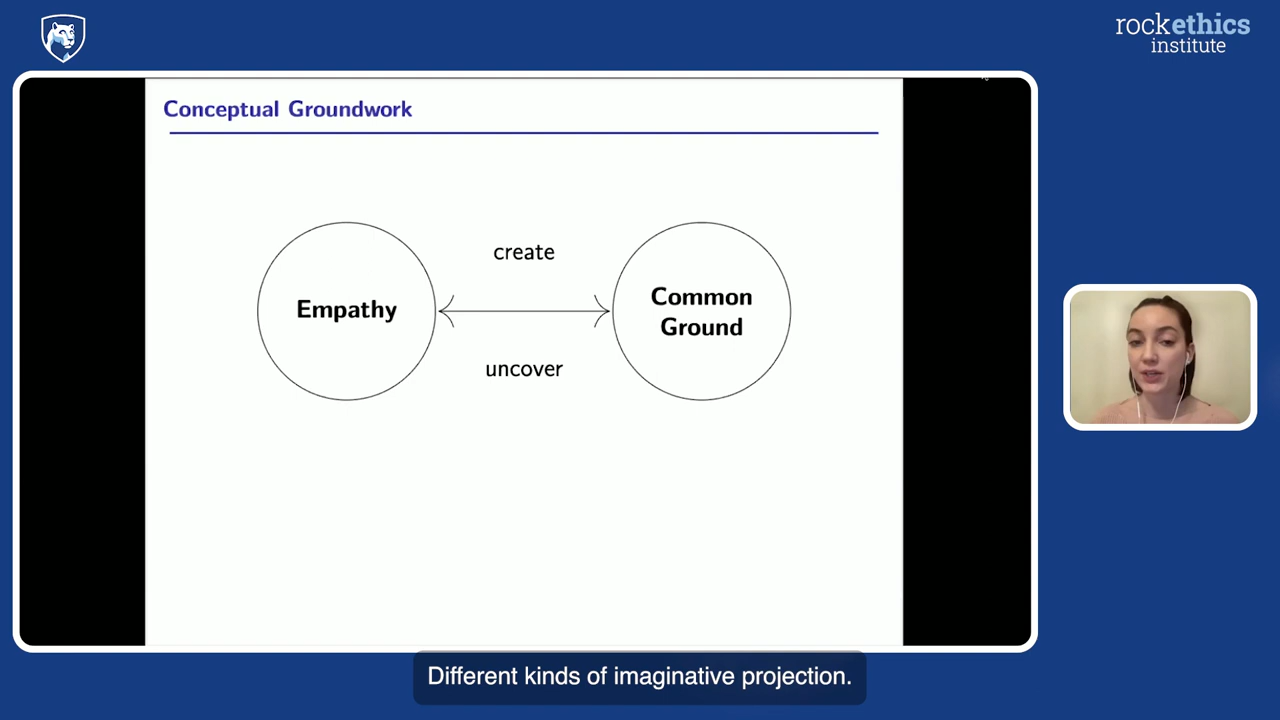 rockethics
institute
Conceptual Groundwork
create
Empathy
Common
Ground
uncover
Different kinds of imaginative projection.